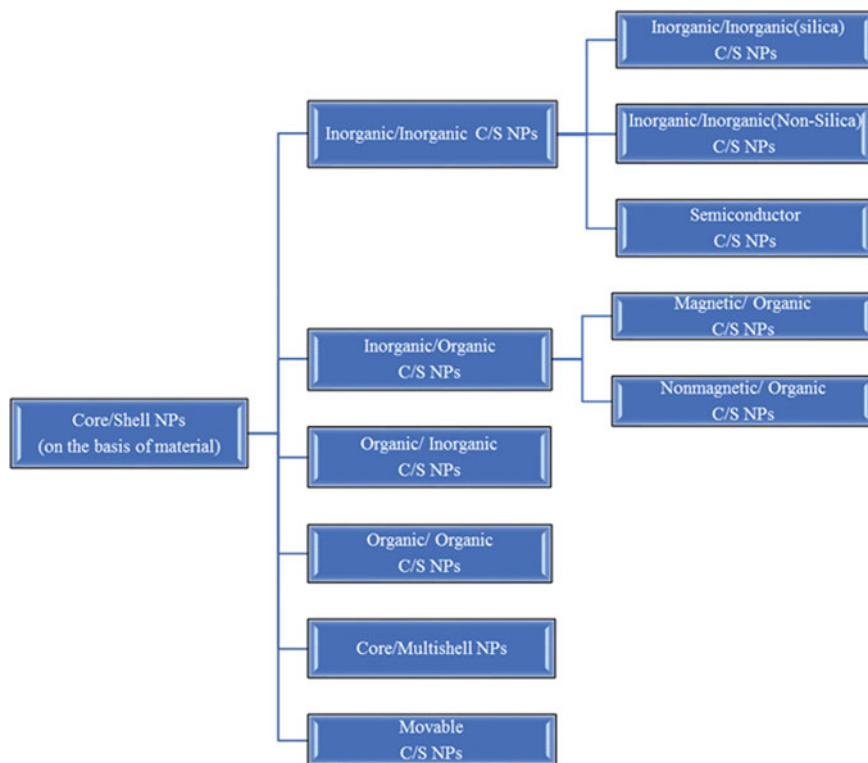 Inorganic/Inorganic(silica)
C/S NPs
Inorganic/Inorganic C/S NPs
Inorganic/Inorganic(Non-Silica)
C/S NPs
Semiconductor
C/S NPs
Magnetic/ Organic
C/S NPs
Inorganic/Organic
C/S NPs
Nonmagnetic/ Organic
C/S NPs
Core/Shell NPs
(on the basis of material)
Organic/ Inorganic
C/S NPs
Organic/ Organic
C/S NPs
Core/Multishell NPs
Movable
C/S NPs